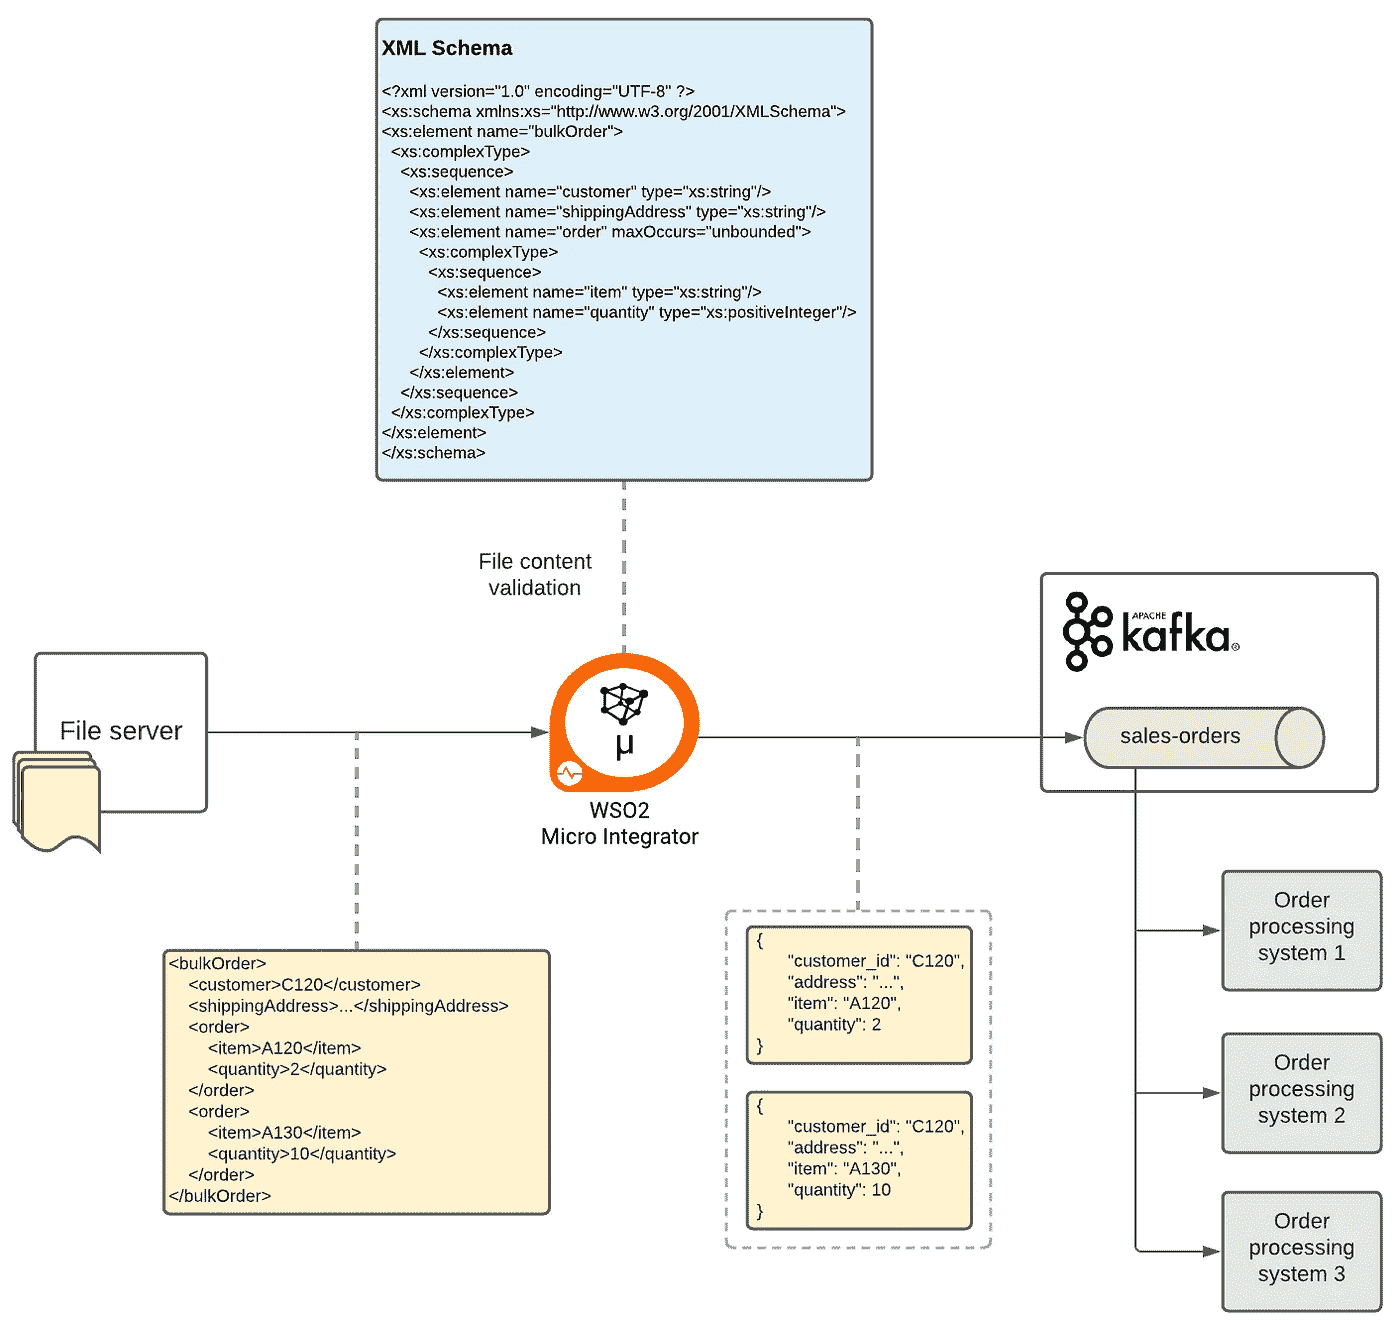 XML Schema
<?xml version="1.0" encoding="UTF-8" ?>
<xs:schema xmlns:xs="http://www.w3.org/2001/XMLSchema">
<xs:element name="bulkOrder">
<xs:complexType>
<xs:sequence>
<xs:element name="customer" type="xs:string"/>
<xs:element name="shippingAddress" type="xs:string"/>
<xs:element name="order" maxOccurs="unbounded">
<xs:complexType>
<xs:sequence>
<xs:element name="item" type="xs:string"/>
<xs:element name="quantity" type="xs:positiveInteger"/>
</xs:sequence>
</xs:complexType>
</xs:element>
</xs:sequence>
</xs:complexType>
</xs:element>
</xs:schema>
File content
validation
File server
μ
WSO2
Micro Integrator
APACHE
kafka®
sales-orders
<bulkOrder>
<customer>C120</customer>
<shippingAddress>...</shippingAddress>
<order>
<item>A120</item>
<quantity>2</quantity>
</order>
<order>
<item>A130</item>
<quantity>10</quantity>
</order>
</bulkOrder>
{
"customer_id": "C120",
"address": "...",
"item": "A120",
"quantity": 2
}
{
"customer_id": "C120",
"address": "...",
"item": "A130",
"quantity": 10
}
Order
processing
system 1
Order
processing
system 2
Order
processing
system 3